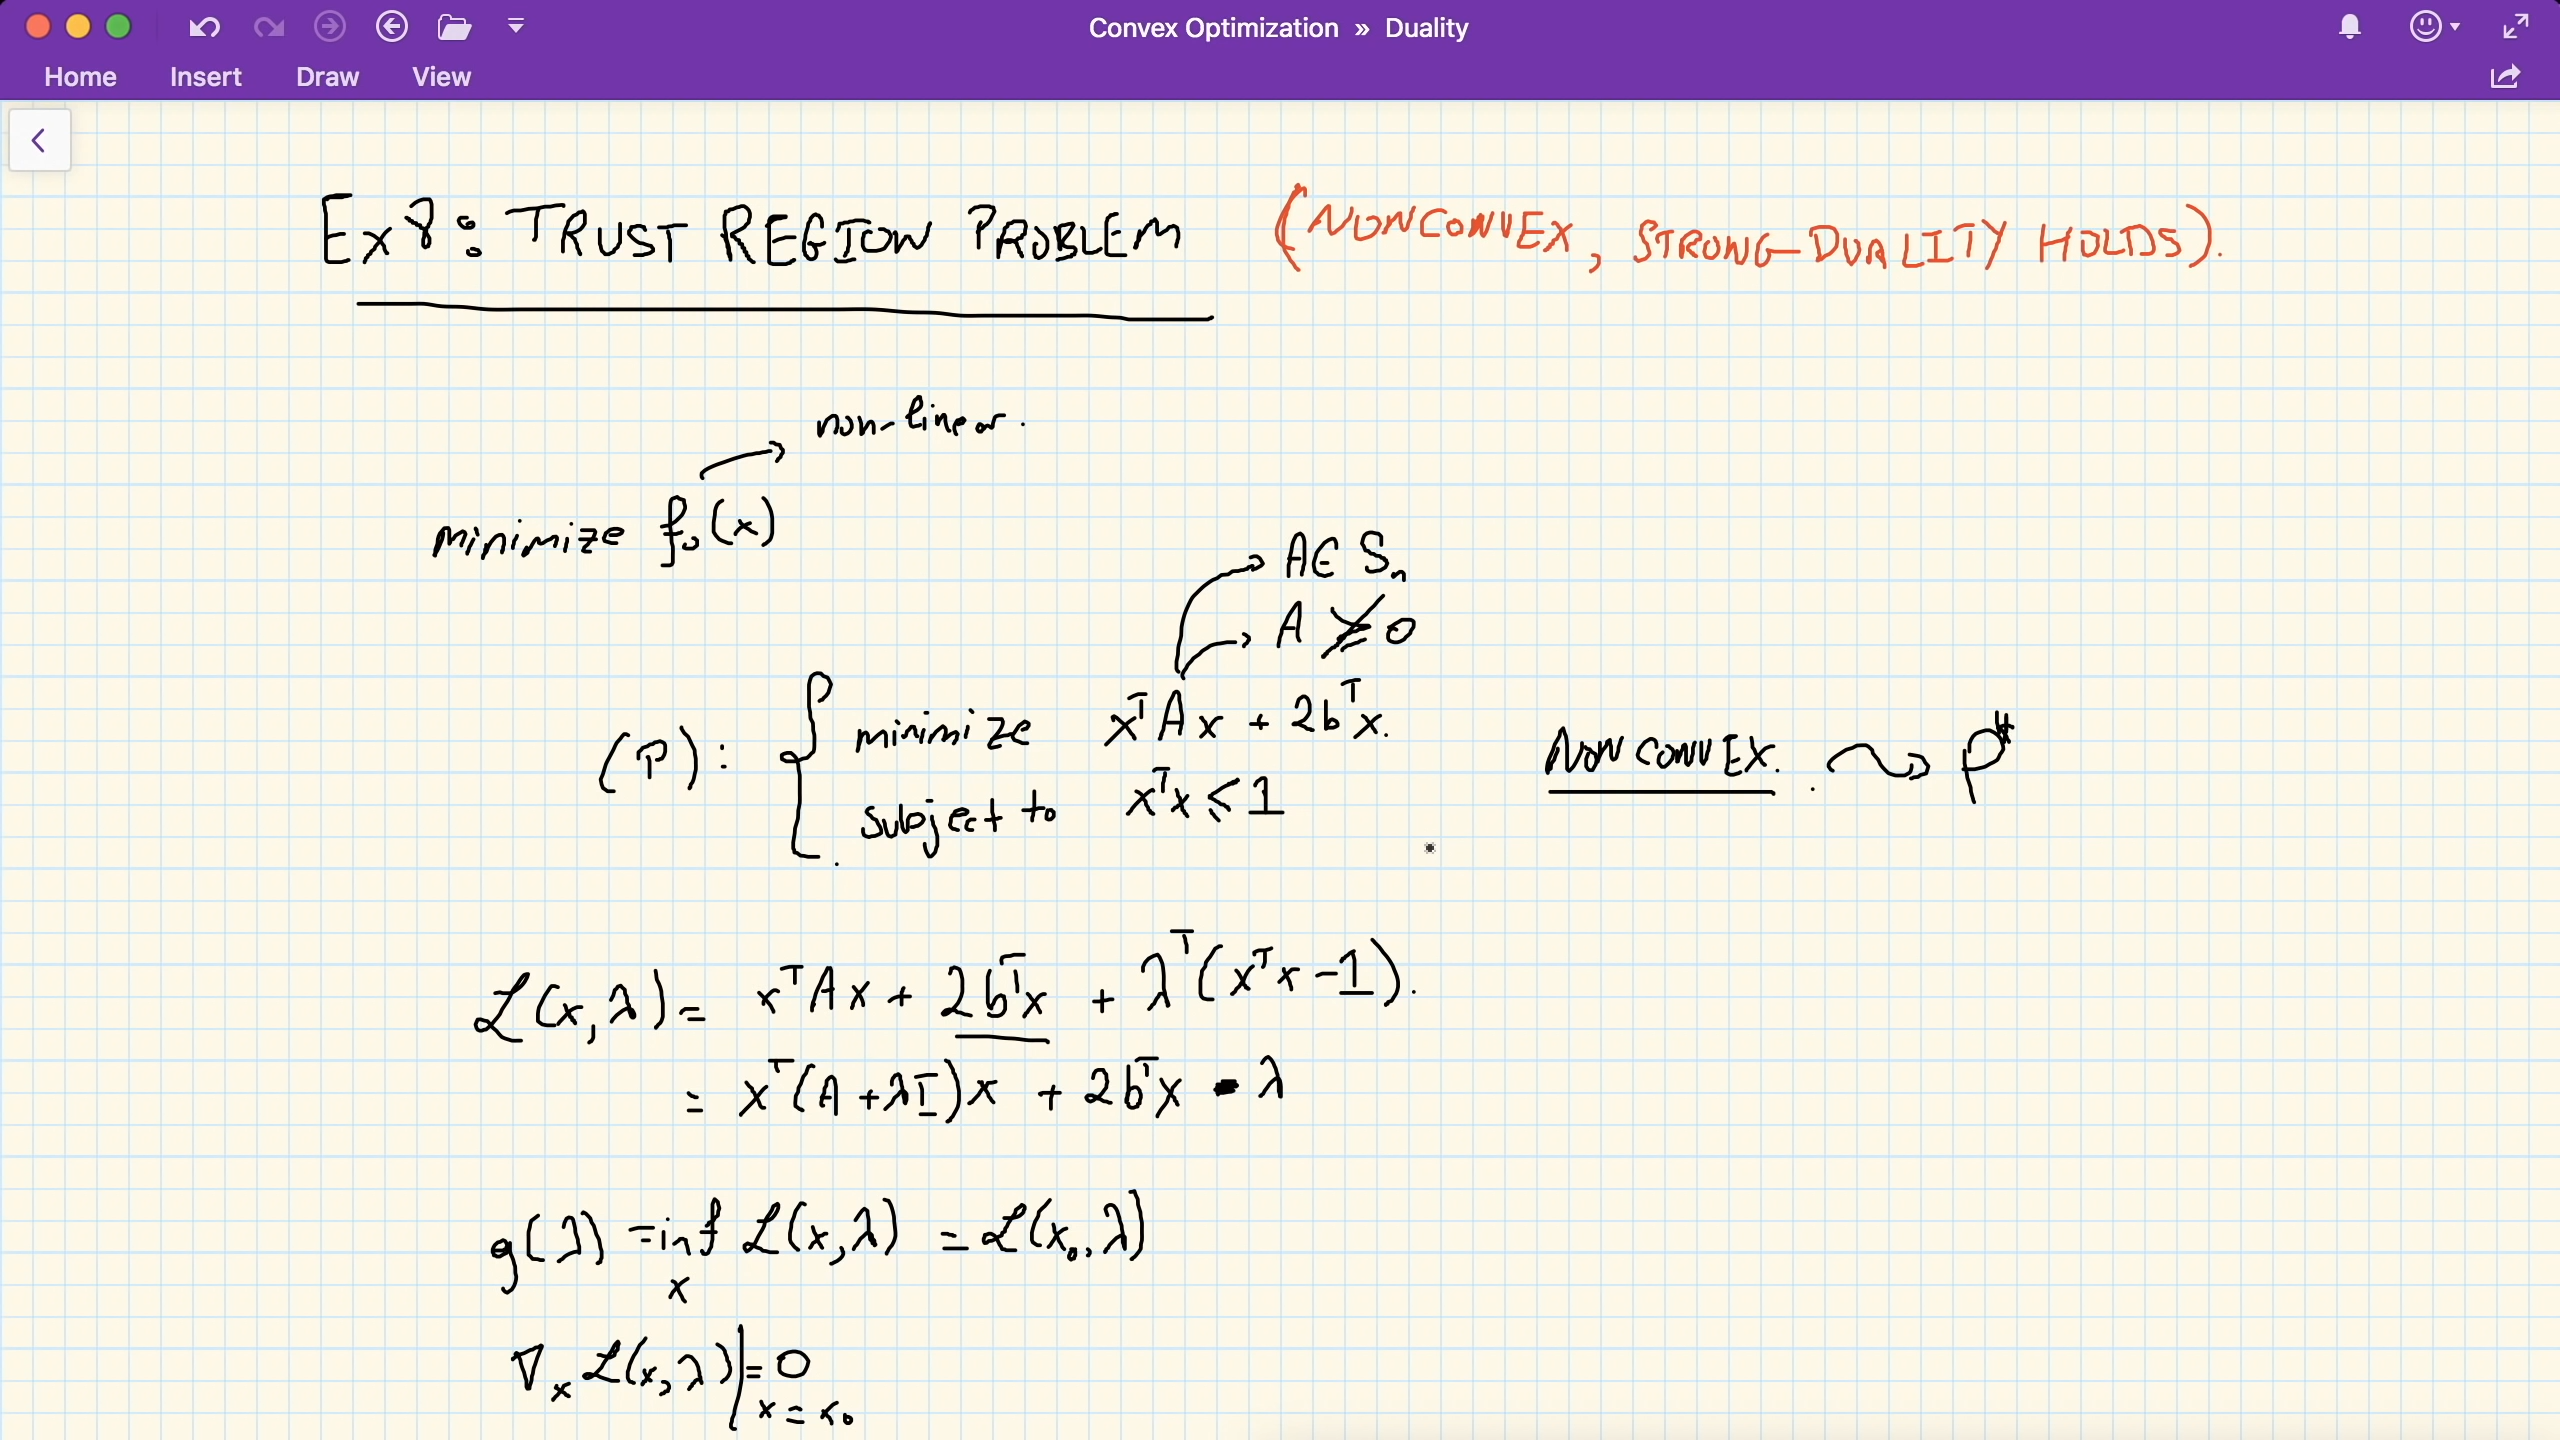 Convex Optimization » Duality
Home Insert Draw View
Ex 8: TRUST REGION PROBLEM (NONCONVEX, STRONG-DUALITY HOLDS).
non-linear.
minimize f₀(x)
A ∈ Sₙ
A ⋡ 0
(P): { minimize xᵀAx + 2bᵀx.
subject to xᵀx ≤ 1
NONCONVEX. ⇝ p*
ℒ(x, λ) = xᵀAx + 2bᵀx + λᵀ(xᵀx - 1).
= xᵀ(A + λI)x + 2bᵀx - λ
g(λ) = inf ℒ(x, λ) = ℒ(x₀, λ)
x
∇ₓ ℒ(x, λ)| = 0
x = x₀